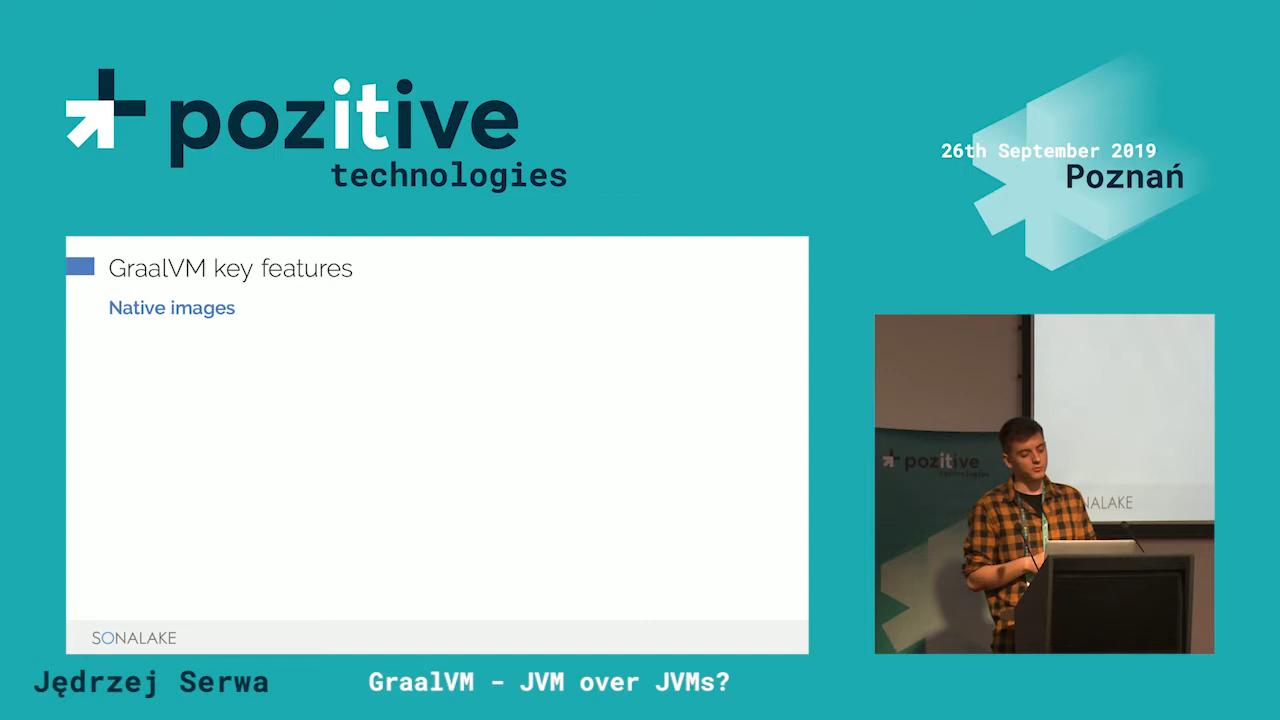 pozitive
technologies
26th September 2019
Poznań
GraalVM key features
Native images
SONALAKE
pozitive
technologies
NALAKE
Jędrzej Serwa
GraalVM - JVM over JVMs?